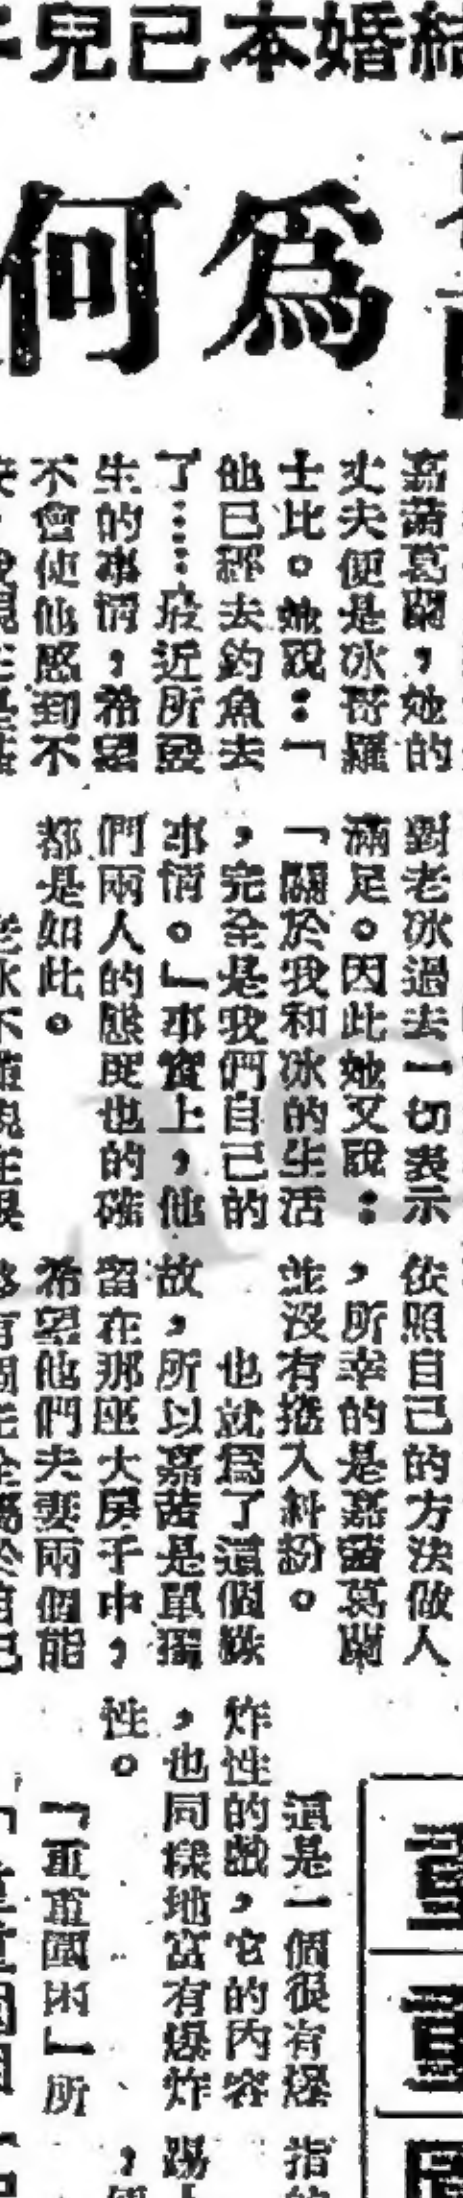 結婚本已兒
為何
嘉茜葛蘭，她的
丈夫便是冰哥羅
士比。她說：「
他已經去釣魚去
了……最近所發
生的事情，希望
不會使他感到不
對老冰過去一切表示
滿足。因此她又說：
「關於我和冰的生活
，完全是我們自己的
事情。」事實上，他
們兩人的態度也的確
都是如此。
依照自己的方法做人
，所幸的是嘉茜葛蘭
並沒有捲入糾紛。
也就為了這個緣
故，所以嘉茜是單獨
留在那座大房子中，
希望他們夫妻兩個能
這是一個很有爆
炸性的戲，它的內容
，也同樣地富有爆炸
性。
「重重圍困」所
重重
指
踢